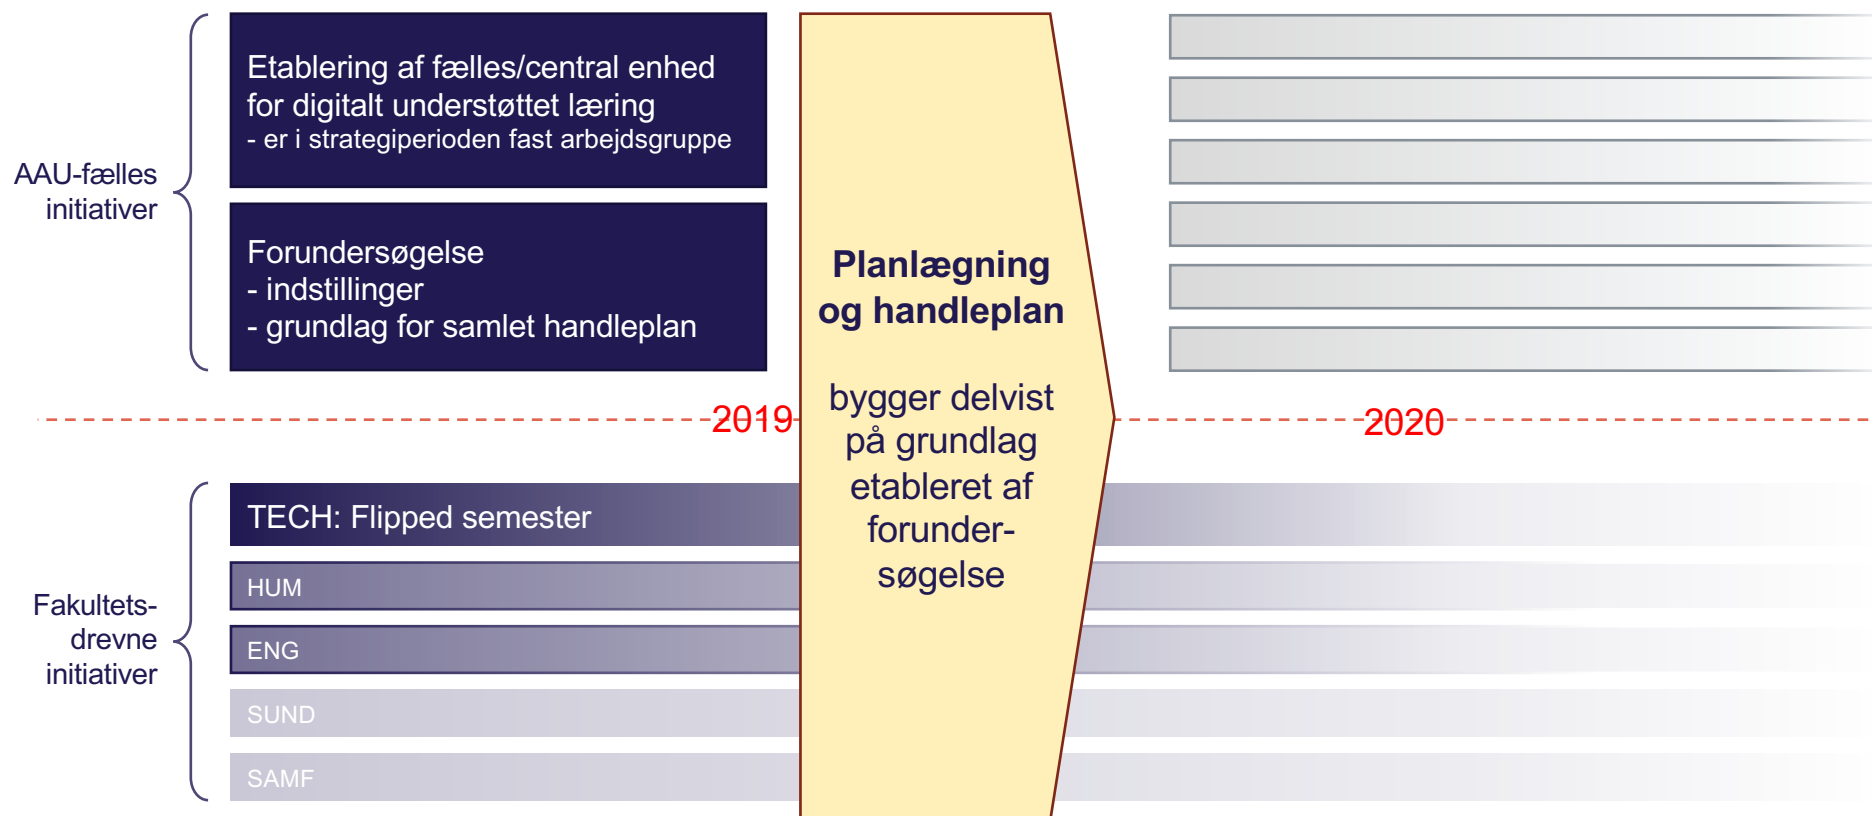 AAU-fælles
initiativer
Etablering af fælles/central enhed
for digitalt understøttet læring
- er i strategiperioden fast arbejdsgruppe
Forundersøgelse
- indstillinger
- grundlag for samlet handleplan
Planlægning
og handleplan
bygger delvist
på grundlag
etableret af
forunder-
søgelse
2019
2020
Fakultets-
drevne
initiativer
TECH: Flipped semester
HUM
ENG
SUND
SAMF